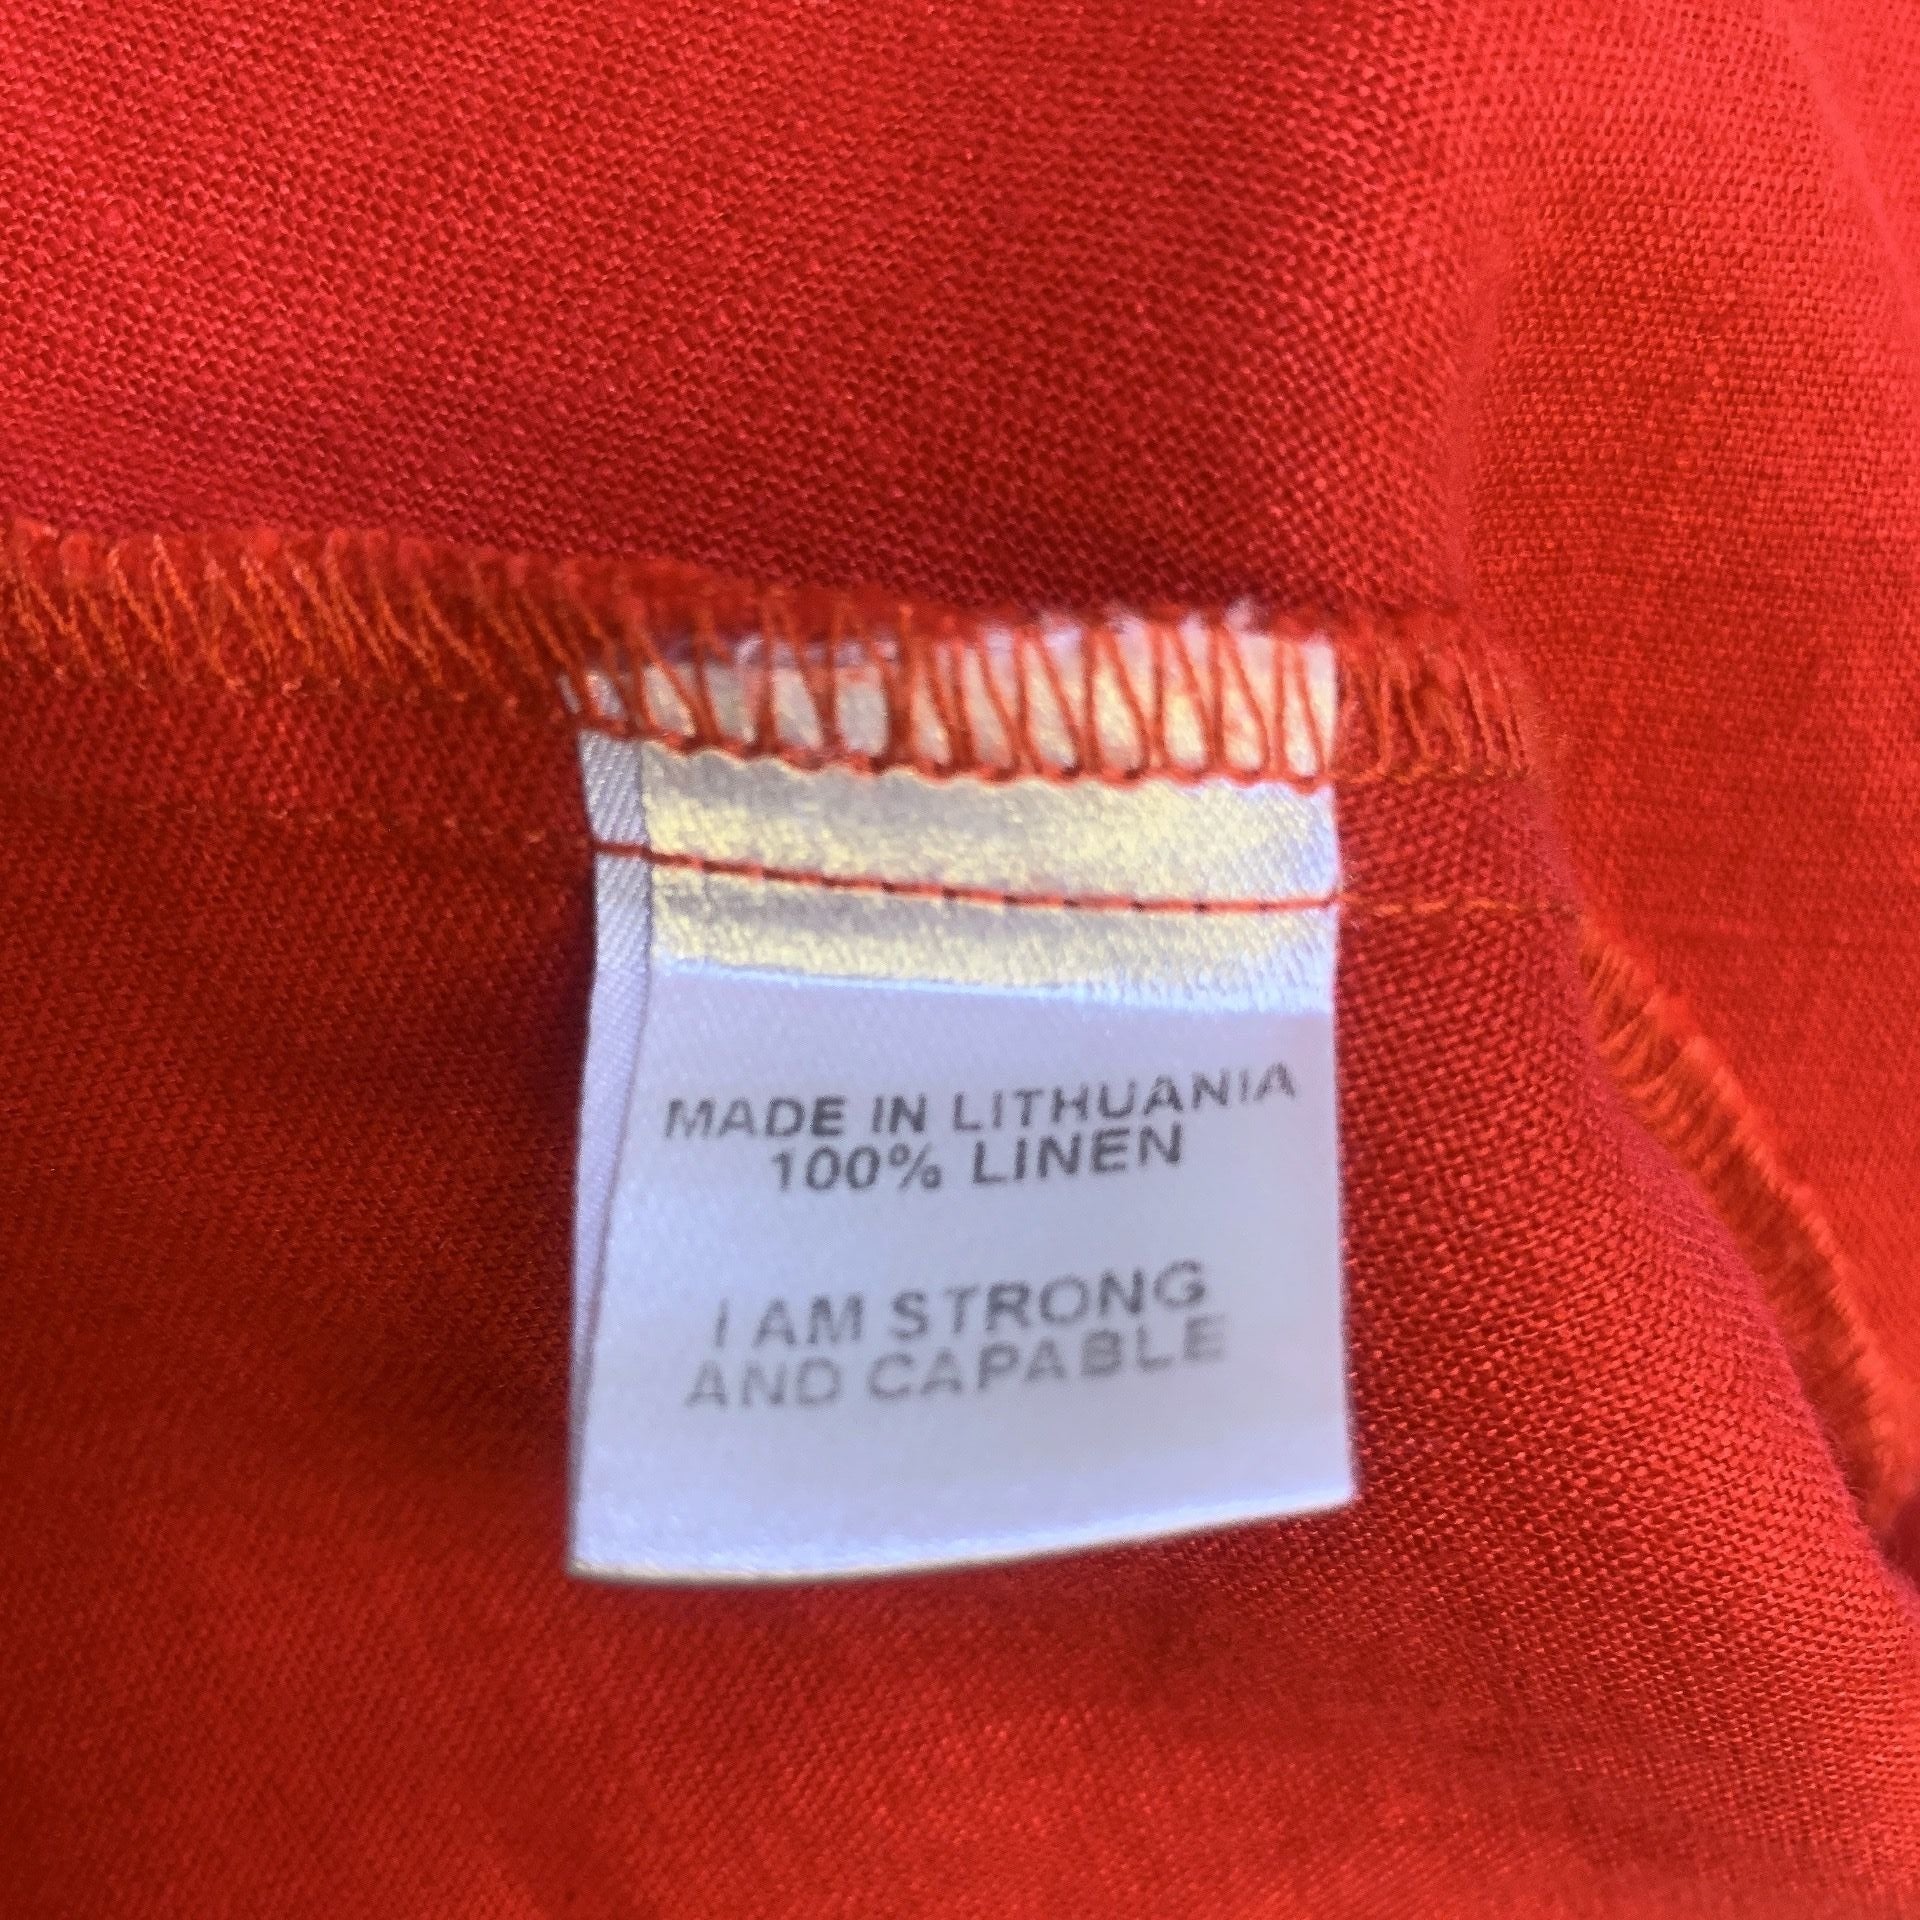 MADE IN LITHUANIA
100% LINEN
I AM STRONG
AND CAPABLE